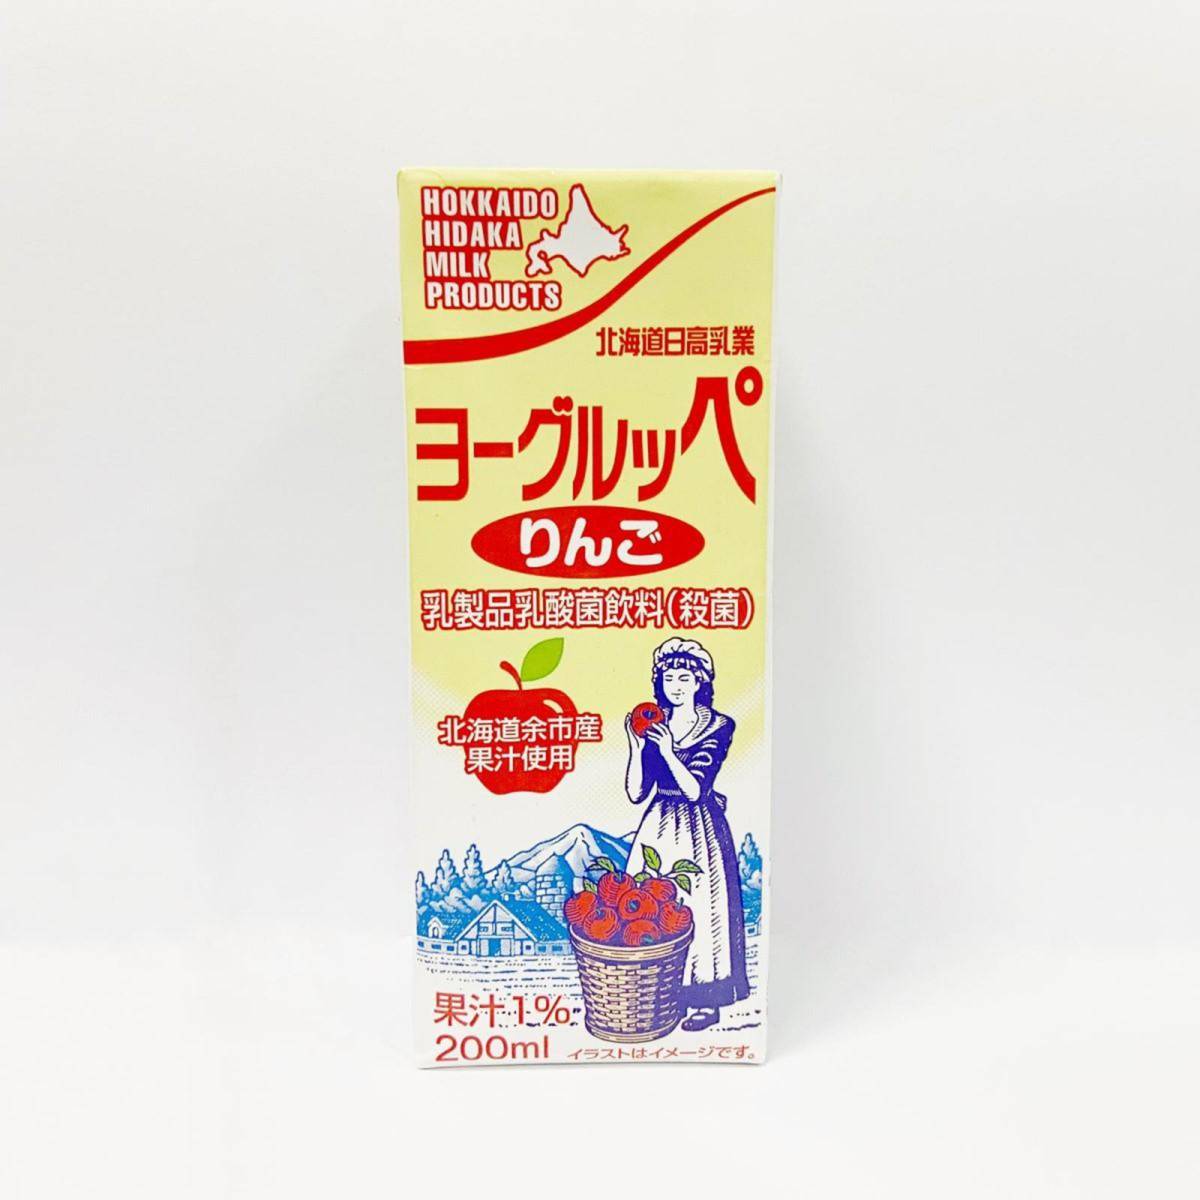 HOKKAIDO
HIDAKA
MILK
PRODUCTS
北海道日高乳業
ヨーグルッペ
りんご
乳製品乳酸菌飲料(殺菌)
北海道余市産
果汁使用
果汁1%
200ml
イラストはイメージです。